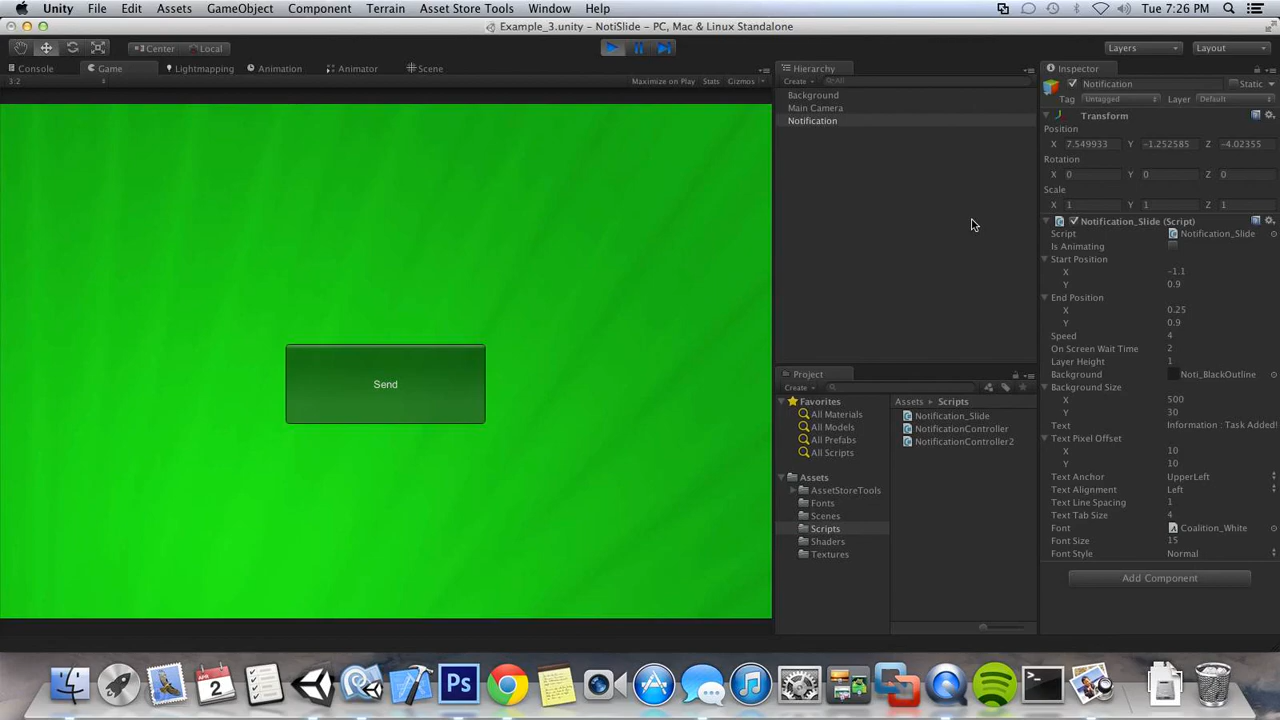 Unity File Edit Assets GameObject Component Terrain Asset Store Tools Window Help Tue 7:26 PM
Example_3.unity - NotiSlide - PC, Mac & Linux Standalone
Center Local Layers Layout
Console Game Lightmapping Animation Animator Scene
3:2 Maximize on Play Stats Gizmos
Send
Hierarchy
Create All
Background
Main Camera
Notification
Project
Create
Favorites
All Materials
All Models
All Prefabs
All Scripts
Assets
AssetStoreTools
Fonts
Scenes
Scripts
Shaders
Textures
Assets Scripts
Notification_Slide
NotificationController
NotificationController2
Inspector
Notification Static
Tag Untagged Layer Default
Transform
Position
X 7.549933 Y -1.252585 Z -4.02355
Rotation
X 0 Y 0 Z 0
Scale
X 1 Y 1 Z 1
Notification_Slide (Script)
Script Notification_Slide
Is Animating
Start Position
X -1.1
Y 0.9
End Position
X 0.25
Y 0.9
Speed 4
On Screen Wait Time 2
Layer Height 1
Background Noti_BlackOutline
Background Size
X 500
Y 30
Text Information : Task Added!
Text Pixel Offset
X 10
Y 10
Text Anchor UpperLeft
Text Alignment Left
Text Line Spacing 1
Text Tab Size 4
Font Coalition_White
Font Size 15
Font Style Normal
Add Component
APR
2
Ps